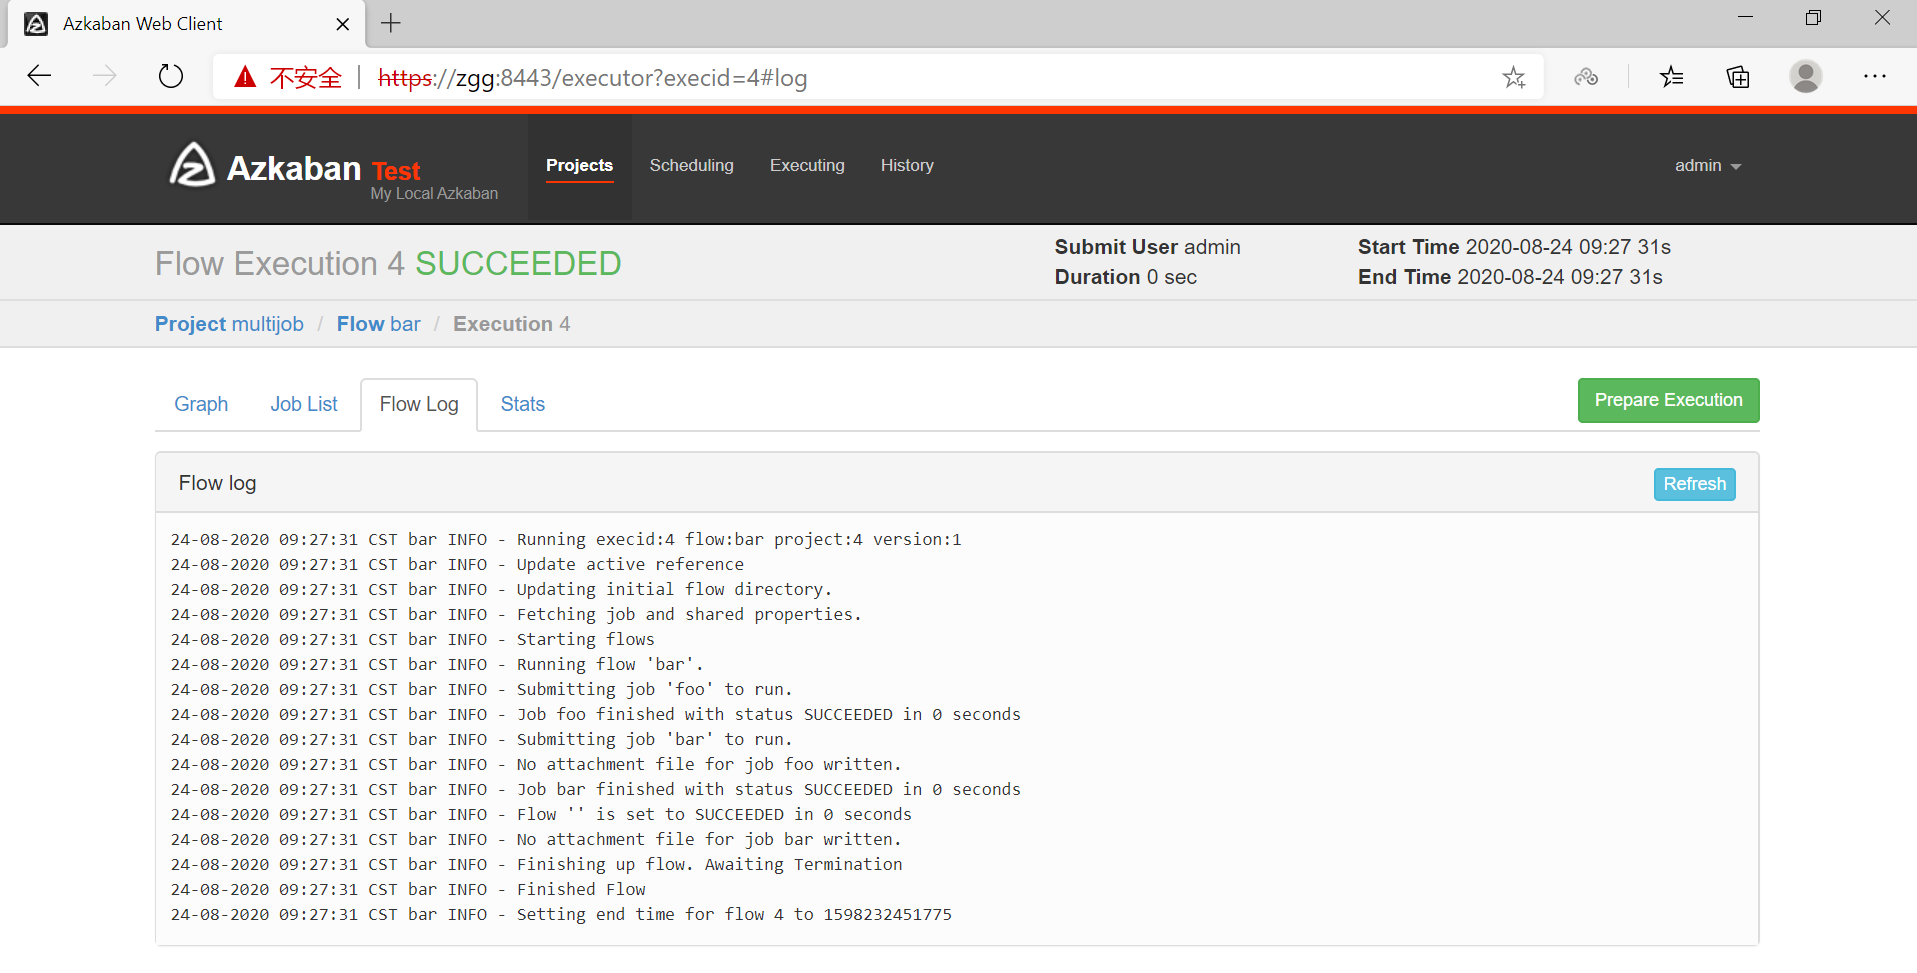 Azkaban Web Client
不安全 | https://zgg:8443/executor?execid=4#log
Azkaban Test
My Local Azkaban
Projects Scheduling Executing History
admin
Flow Execution 4 SUCCEEDED
Submit User admin
Duration 0 sec
Start Time 2020-08-24 09:27 31s
End Time 2020-08-24 09:27 31s
Project multijob / Flow bar / Execution 4
Graph Job List Flow Log Stats
Prepare Execution
Flow log
Refresh
24-08-2020 09:27:31 CST bar INFO - Running execid:4 flow:bar project:4 version:1
24-08-2020 09:27:31 CST bar INFO - Update active reference
24-08-2020 09:27:31 CST bar INFO - Updating initial flow directory.
24-08-2020 09:27:31 CST bar INFO - Fetching job and shared properties.
24-08-2020 09:27:31 CST bar INFO - Starting flows
24-08-2020 09:27:31 CST bar INFO - Running flow 'bar'.
24-08-2020 09:27:31 CST bar INFO - Submitting job 'foo' to run.
24-08-2020 09:27:31 CST bar INFO - Job foo finished with status SUCCEEDED in 0 seconds
24-08-2020 09:27:31 CST bar INFO - Submitting job 'bar' to run.
24-08-2020 09:27:31 CST bar INFO - No attachment file for job foo written.
24-08-2020 09:27:31 CST bar INFO - Job bar finished with status SUCCEEDED in 0 seconds
24-08-2020 09:27:31 CST bar INFO - Flow '' is set to SUCCEEDED in 0 seconds
24-08-2020 09:27:31 CST bar INFO - No attachment file for job bar written.
24-08-2020 09:27:31 CST bar INFO - Finishing up flow. Awaiting Termination
24-08-2020 09:27:31 CST bar INFO - Finished Flow
24-08-2020 09:27:31 CST bar INFO - Setting end time for flow 4 to 1598232451775